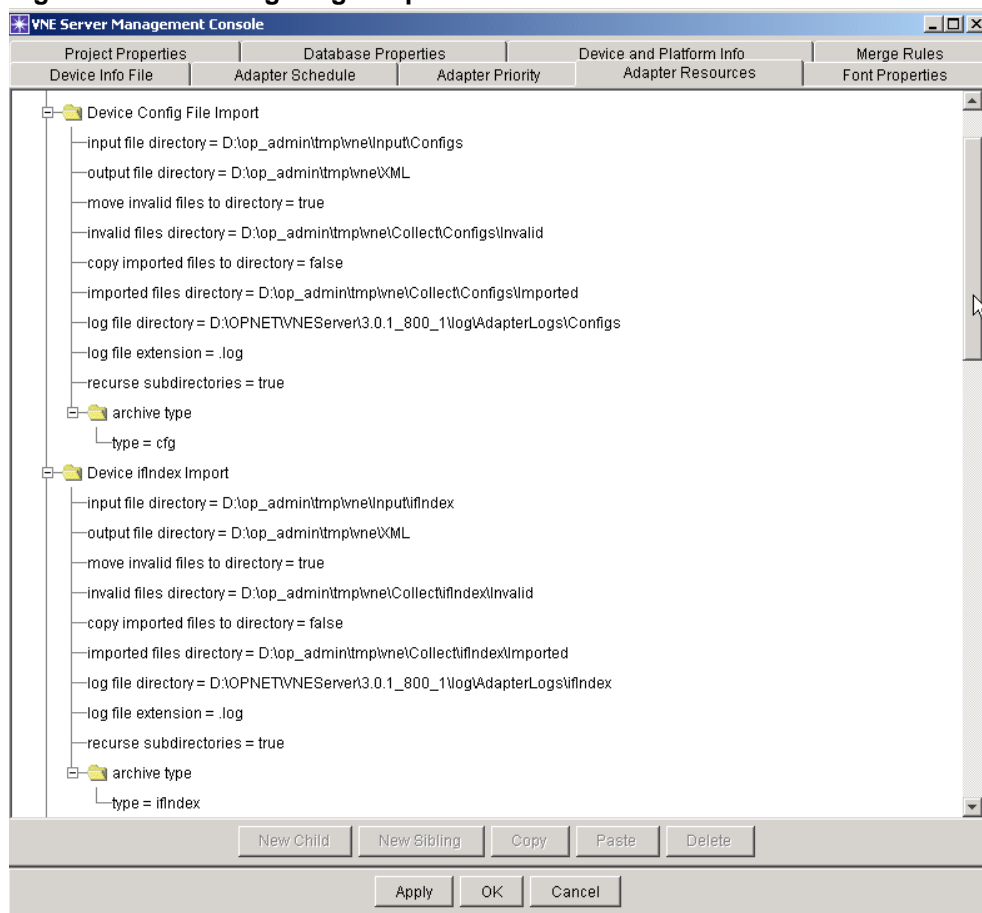 VNE Server Management Console
Project Properties Database Properties Device and Platform Info Merge Rules
Device Info File Adapter Schedule Adapter Priority Adapter Resources Font Properties
Device Config File Import
input file directory = D:\op_admin\tmp\vne\Input\Configs
output file directory = D:\op_admin\tmp\vne\XML
move invalid files to directory = true
invalid files directory = D:\op_admin\tmp\vne\Collect\Configs\Invalid
copy imported files to directory = false
imported files directory = D:\op_admin\tmp\vne\Collect\Configs\Imported
log file directory = D:\OPNET\VNEServer\3.0.1_800_1\log\AdapterLogs\Configs
log file extension = .log
recurse subdirectories = true
archive type
type = cfg
Device ifIndex Import
input file directory = D:\op_admin\tmp\vne\Input\ifIndex
output file directory = D:\op_admin\tmp\vne\XML
move invalid files to directory = true
invalid files directory = D:\op_admin\tmp\vne\Collect\ifIndex\Invalid
copy imported files to directory = false
imported files directory = D:\op_admin\tmp\vne\Collect\ifIndex\Imported
log file directory = D:\OPNET\VNEServer\3.0.1_800_1\log\AdapterLogs\ifIndex
log file extension = .log
recurse subdirectories = true
archive type
type = ifIndex
New Child New Sibling Copy Paste Delete
Apply OK Cancel